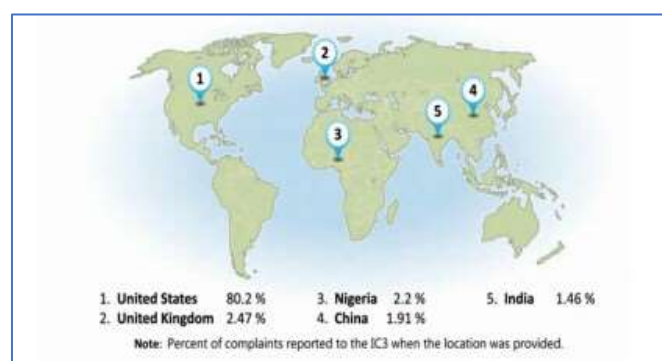 1
2
3
4
5
1. United States 80.2 % 3. Nigeria 2.2 % 5. India 1.46 %
2. United Kingdom 2.47 % 4. China 1.91 %
Note: Percent of complaints reported to the IC3 when the location was provided.